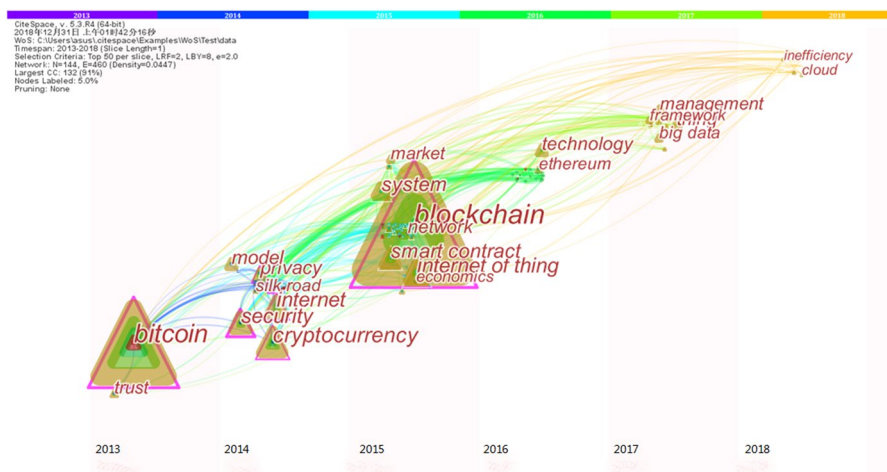 2013 2014 2015 2016 2017 2018
CiteSpace, v. 5.3.R4 (64-bit)
2018年12月31日 上午01时42分16秒
WoS: C:\Users\asus\.citespace\Examples\WoS\Test\data
Timespan: 2013-2018 (Slice Length=1)
Selection Criteria: Top 50 per slice, LRF=2, LBY=8, e=2.0
Network: N=144, E=460 (Density=0.0447)
Largest CC: 132 (91%)
Nodes Labeled: 5.0%
Pruning: None
inefficiency
cloud
management
framework
thing
big data
technology
ethereum
market
system
blockchain
network
smart contract
internet of thing
economics
model
privacy
silk road
internet
security
cryptocurrency
bitcoin
trust
2013 2014 2015 2016 2017 2018